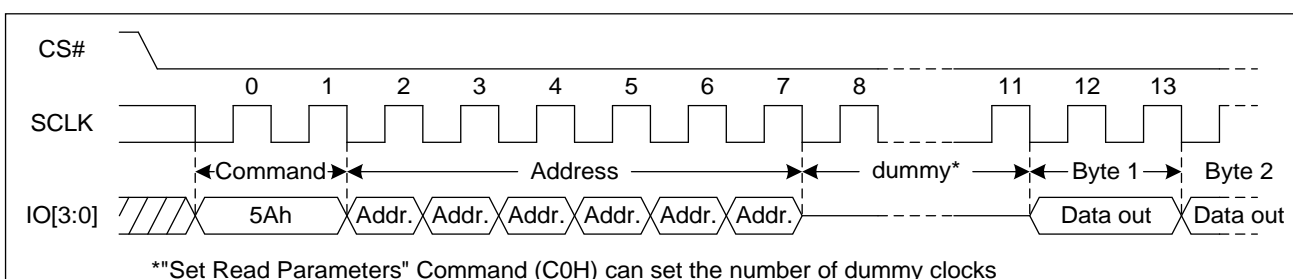 CS#
0 1 2 3 4 5 6 7 8 11 12 13
SCLK
Command Address dummy* Byte 1 Byte 2
IO[3:0] 5Ah Addr. Addr. Addr. Addr. Addr. Addr. Data out Data out
*"Set Read Parameters" Command (C0H) can set the number of dummy clocks